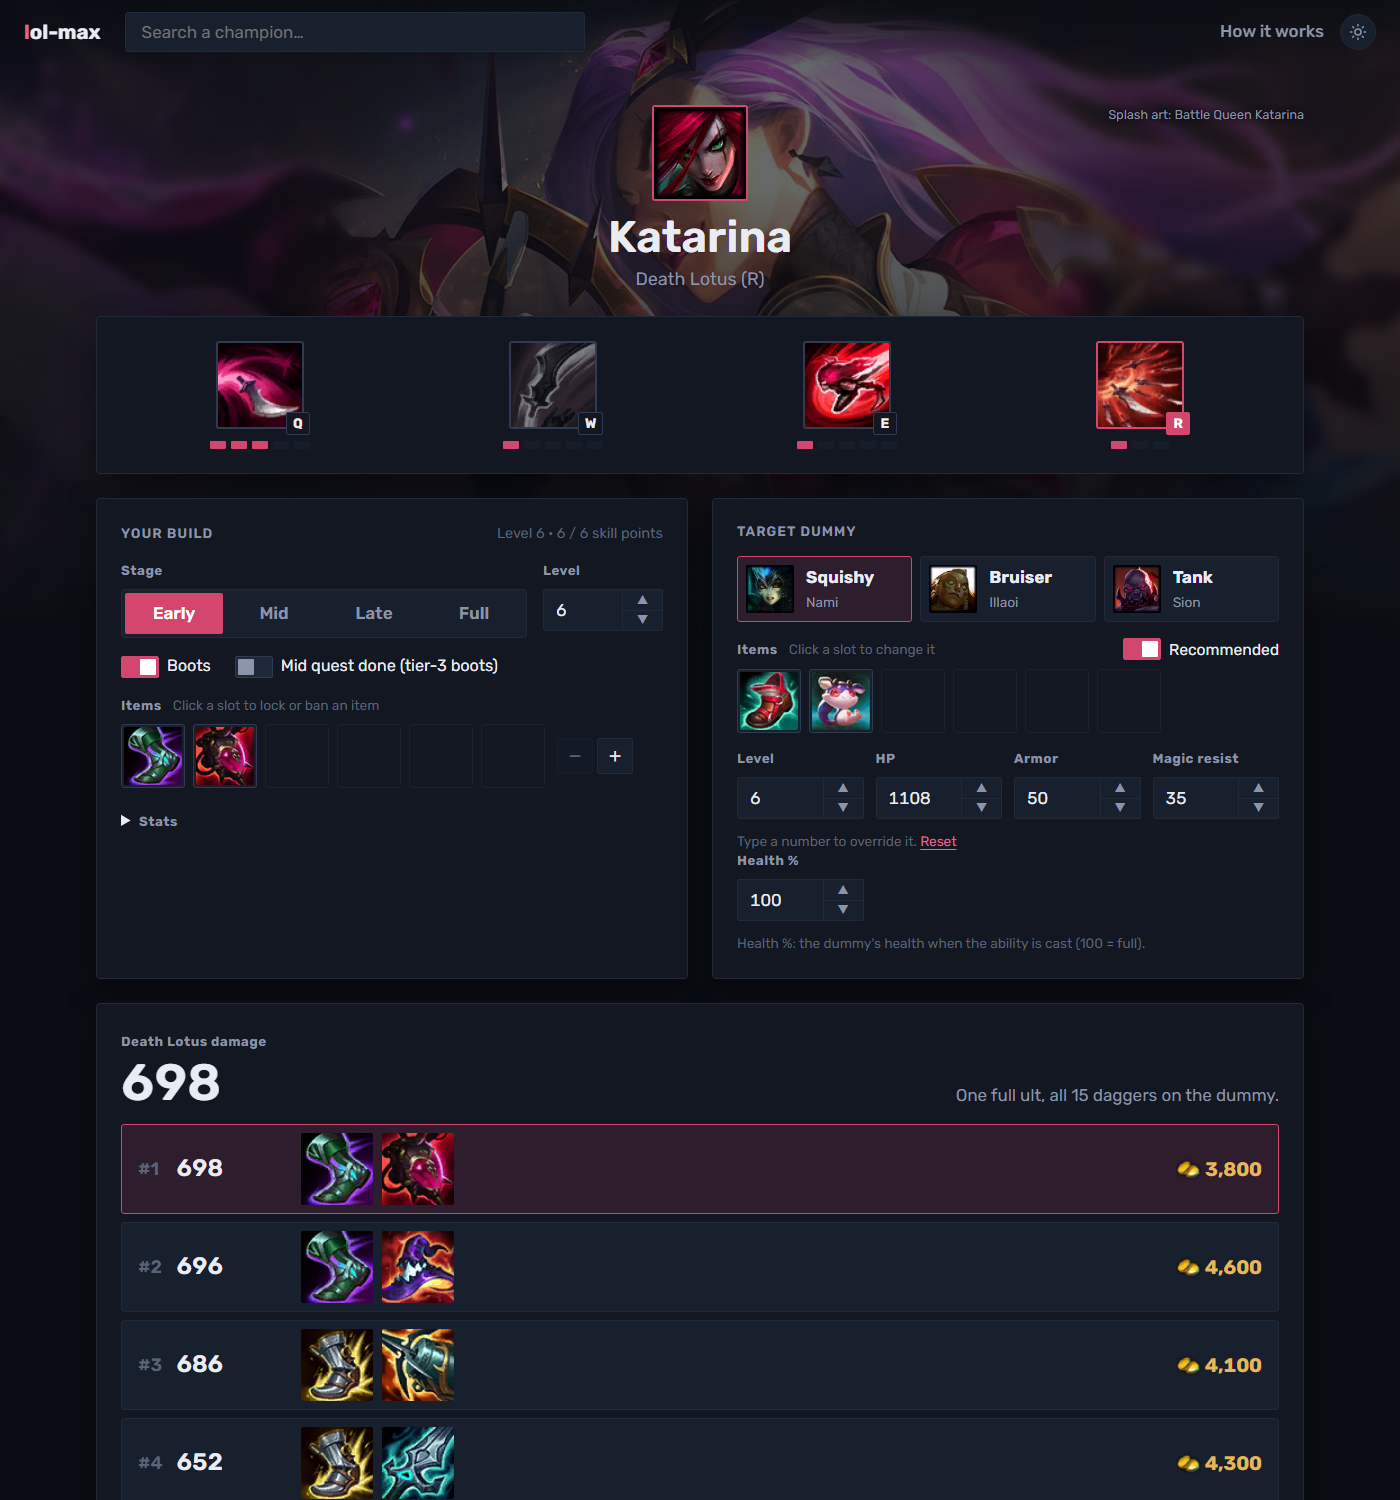 lol-max
Search a champion...
How it works
Splash art: Battle Queen Katarina
Katarina
Death Lotus (R)
Q
W
E
R
YOUR BUILD
Level 6 • 6 / 6 skill points
Stage
Level
Early
Mid
Late
Full
6
Boots
Mid quest done (tier-3 boots)
Items
Click a slot to lock or ban an item
Stats
TARGET DUMMY
Squishy
Nami
Bruiser
Illaoi
Tank
Sion
Items
Click a slot to change it
Recommended
Level
HP
Armor
Magic resist
6
1108
50
35
Type a number to override it. Reset
Health %
100
Health %: the dummy's health when the ability is cast (100 = full).
Death Lotus damage
698
One full ult, all 15 daggers on the dummy.
#1 698
3,800
#2 696
4,600
#3 686
4,100
#4 652
4,300